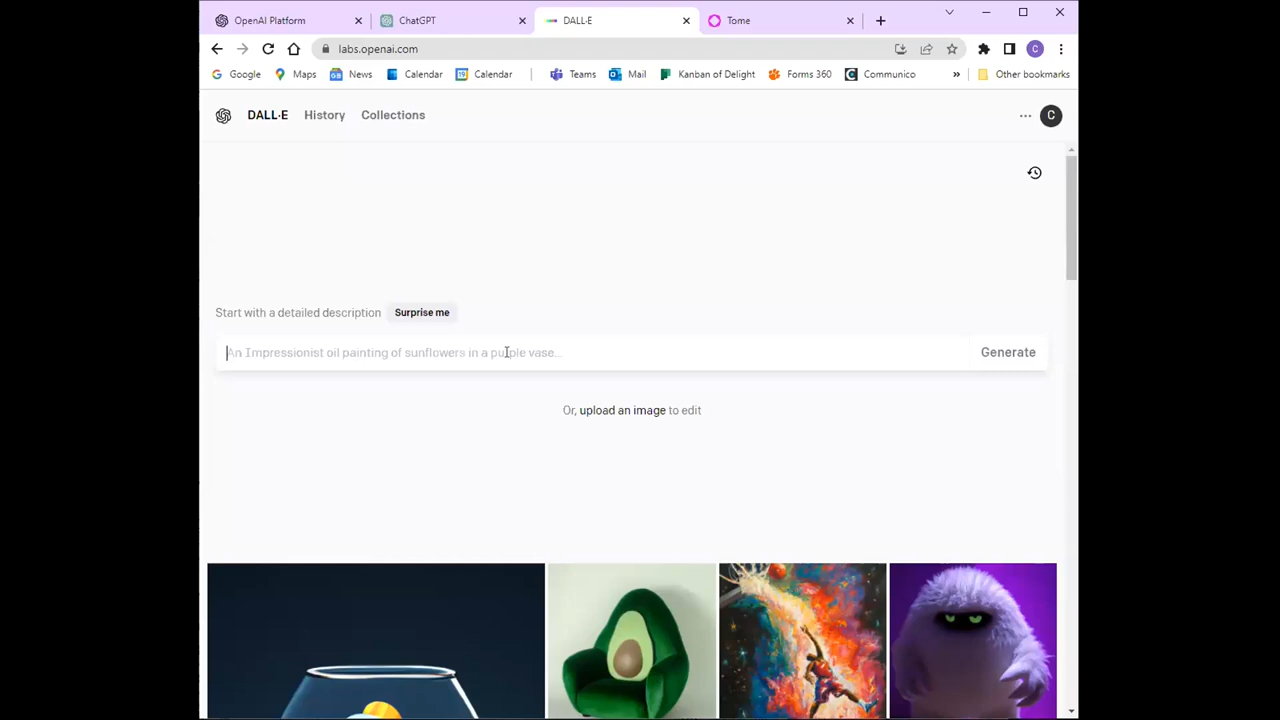 OpenAI Platform
ChatGPT
DALL·E
Tome
labs.openai.com
C
Google
Maps
News
Calendar
Calendar
Teams
Mail
Kanban of Delight
Forms 360
Communico
Other bookmarks
DALL·E
History
Collections
C
Start with a detailed description
Surprise me
An Impressionist oil painting of sunflowers in a purple vase...
Generate
Or, upload an image to edit